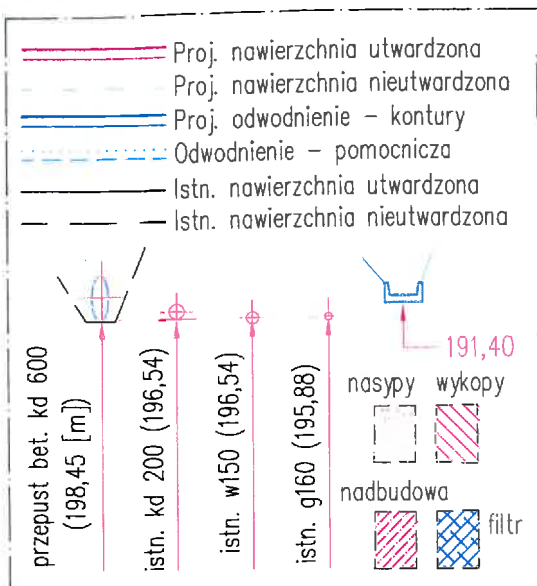 Proj. nawierzchnia utwardzona
Proj. nawierzchnia nieutwardzona
Proj. odwodnienie – kontury
Odwodnienie – pomocnicza
Istn. nawierzchnia utwardzona
Istn. nawierzchnia nieutwardzona
przepust bet. kd 600
(198,45 [m])
istn. kd 200 (196,54)
istn. w150 (196,54)
istn. g160 (195,88)
191,40
nasypy wykopy
nadbudowa
filtr